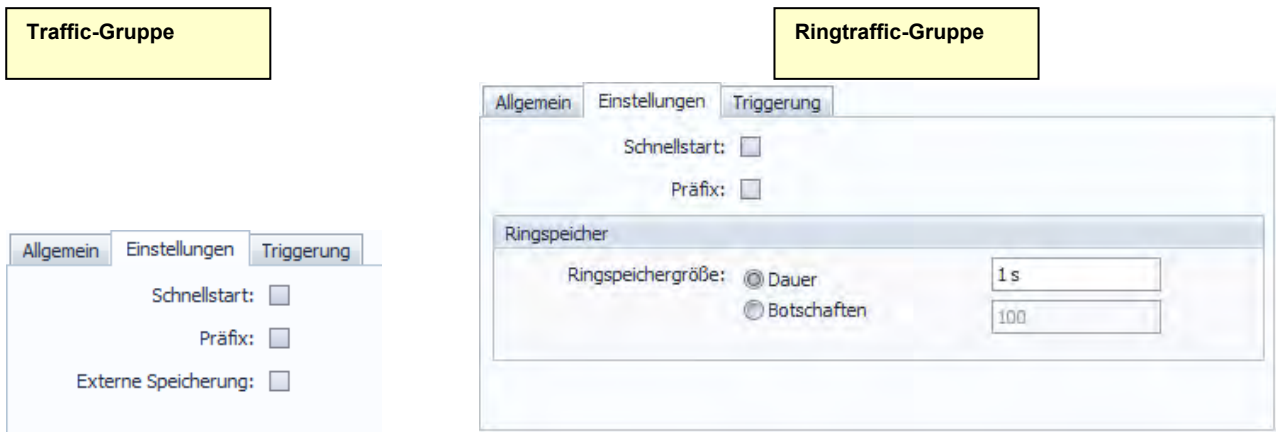 Traffic-Gruppe
Allgemein Einstellungen Triggerung
Schnellstart:
Präfix:
Externe Speicherung:
Ringtraffic-Gruppe
Allgemein Einstellungen Triggerung
Schnellstart:
Präfix:
Ringspeicher
Ringspeichergröße: Dauer 1 s
Botschaften 100